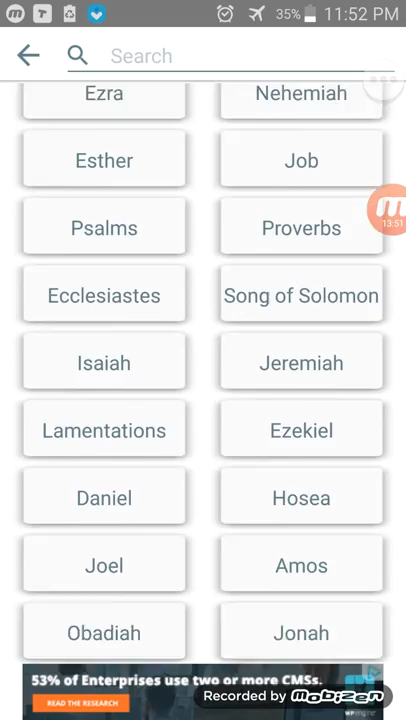 35% 11:52 PM
Search
Ezra Nehemiah
Esther Job
13:51
Psalms Proverbs
Ecclesiastes Song of Solomon
Isaiah Jeremiah
Lamentations Ezekiel
Daniel Hosea
Joel Amos
Obadiah Jonah
53% of Enterprises use two or more CMSs.
READ THE RESEARCH
Recorded by mobizen
WPengine